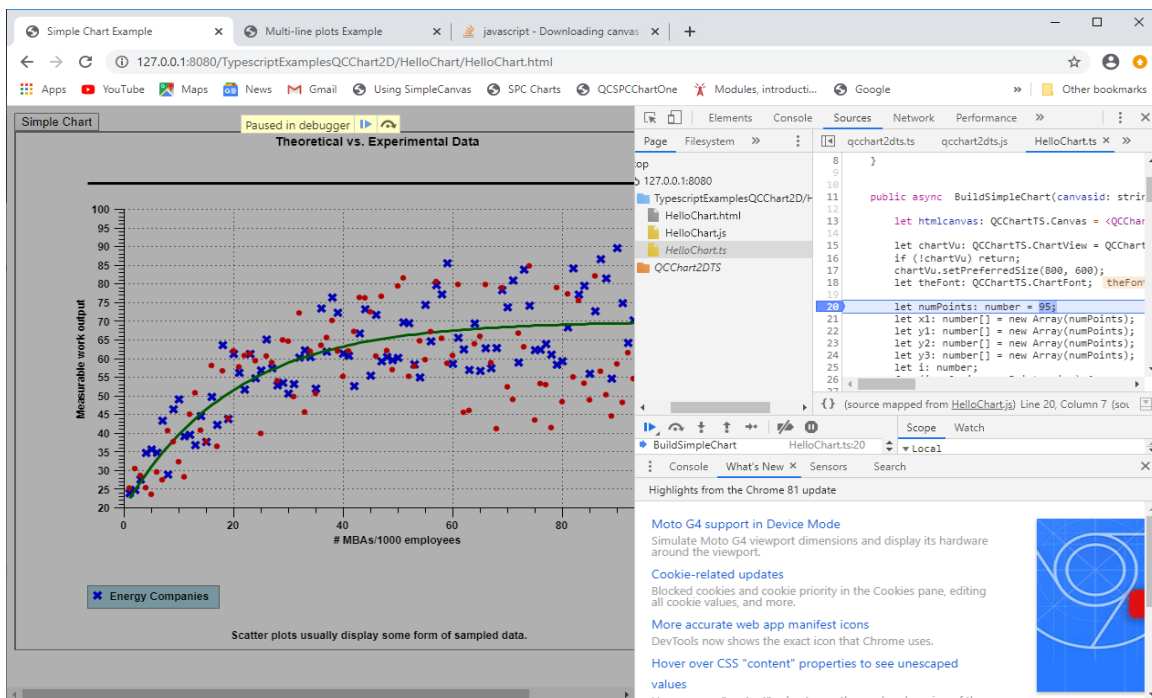 Simple Chart Example
Multi-line plots Example
javascript - Downloading canvas
127.0.0.1:8080/TypescriptExamplesQCChart2D/HelloChart/HelloChart.html
Apps YouTube Maps News Gmail Using SimpleCanvas SPC Charts QCSPCChartOne Modules, introducti... Google » Other bookmarks
Simple Chart
Paused in debugger
Theoretical vs. Experimental Data
100
95
90
85
80
75
70
65
60
55
50
45
40
35
30
25
20
Measurable work output
0 20 40 60 80
# MBAs/1000 employees
Energy Companies
Scatter plots usually display some form of sampled data.
Elements Console Sources Network Performance »
Page Filesystem »
top
127.0.0.1:8080
TypescriptExamplesQCChart2D/H
HelloChart.html
HelloChart.js
HelloChart.ts
QCChart2DTS
qcchart2dts.ts qcchart2dts.js HelloChart.ts »
8 }
9
10
11 public async BuildSimpleChart(canvasid: strin
12
13 let htmlcanvas: QCChartTS.Canvas = <QCChar
14
15 let chartVu: QCChartTS.ChartView = QCChart
16 if (!chartVu) return;
17 chartVu.setPreferredSize(800, 600);
18 let theFont: QCChartTS.ChartFont; theFont
19
20 let numPoints: number = 95;
21 let x1: number[] = new Array(numPoints);
22 let y1: number[] = new Array(numPoints);
23 let y2: number[] = new Array(numPoints);
24 let y3: number[] = new Array(numPoints);
25 let i: number;
26
27
{} (source mapped from HelloChart.js) Line 20, Column 7 (sou
BuildSimpleChart HelloChart.ts:20
Scope Watch
Local
Console What's New Sensors Search
Highlights from the Chrome 81 update
Moto G4 support in Device Mode
Simulate Moto G4 viewport dimensions and display its hardware
around the viewport.
Cookie-related updates
Blocked cookies and cookie priority in the Cookies pane, editing
all cookie values, and more.
More accurate web app manifest icons
DevTools now shows the exact icon that Chrome uses.
Hover over CSS "content" properties to see unescaped
values